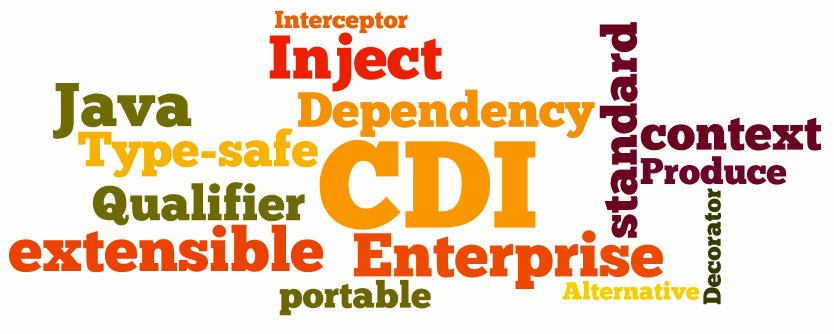 Interceptor
Inject
standard
Java
Dependency
context
Type-safe
CDI
Produce
Qualifier
Decorator
extensible
Enterprise
portable
Alternative